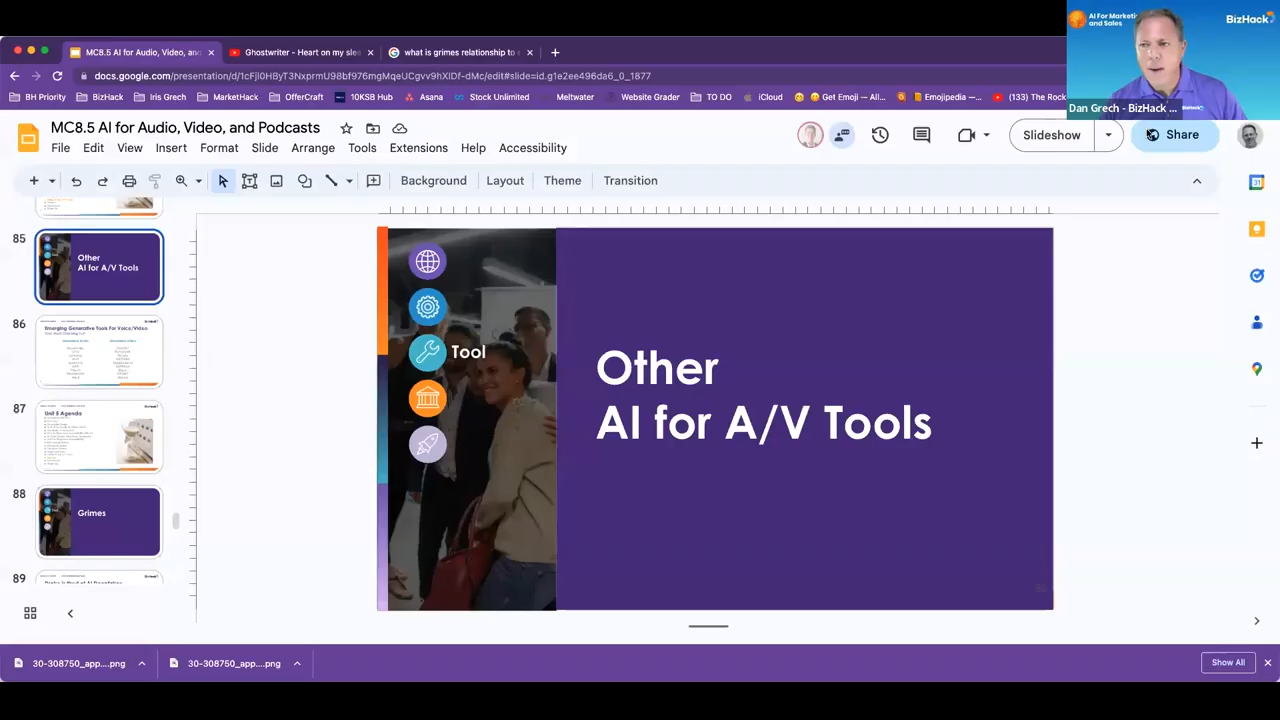 AI For Marke
and Sales
BizHack
Dan Grech - BizHack ...
MC8.5 AI for Audio, Video, and
Ghostwriter - Heart on my sle
what is grimes relationship to e
docs.google.com/presentation/d/1cFjl0HByT3NxprmU98bf976mgMqeUCgvv9hXlDf-dMc/edit#slide=id.g1e2ee496da6_0_1877
BH Priority
BizHack
Iris Grech
MarketHack
OfferCraft
10KSB Hub
Asana
Stock Unlimited
Meltwater
Website Grader
TO DO
iCloud
Get Emoji — All...
Emojipedia —...
(133) The Rock
MC8.5 AI for Audio, Video, and Podcasts
File Edit View Insert Format Slide Arrange Tools Extensions Help Accessibility
Slideshow
Share
31
Background Layout Theme Transition
85
Other
AI for A/V Tools
86
Emerging Generative Tools For Voice/Video
87
Unit 5 Agenda
88
Grimes
89
Tool
Other
AI for A/V Tools
30-308750_app....png
30-308750_app....png
Show All